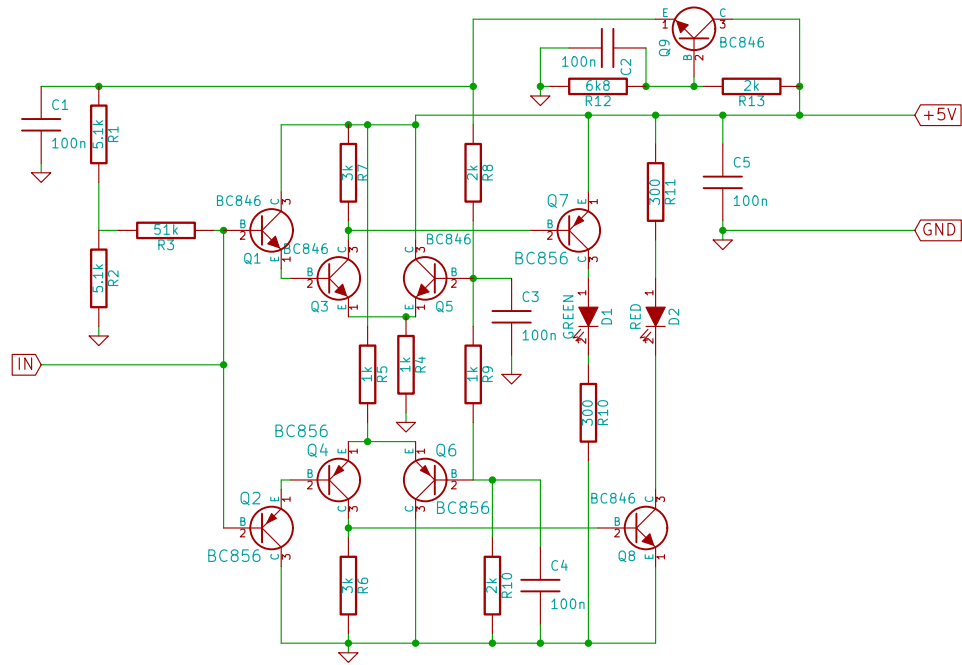 E
1
C
3
Q9
BC846
B
2
100n
C2
6k8
R12
2k
R13
C1
100n
5.1k
R1
+5V
C5
100n
3k
R7
2k
R8
300
R11
BC846
C
3
B
2
E
1
Q1
51k
R3
Q7
E
1
B
2
C
3
BC856
GND
BC846
C
3
B
2
E
1
Q3
BC846
C
3
B
2
E
1
Q5
5.1k
R2
C3
100n
GREEN
1
2
D1
RED
1
2
D2
IN
1k
R5
1k
R4
1k
R9
300
R10
BC856
Q4
E
1
B
2
C
3
Q6
E
1
B
2
C
3
BC856
Q2
E
1
B
2
C
3
BC856
BC846
C
3
B
2
E
1
Q8
3k
R6
2k
R10
C4
100n